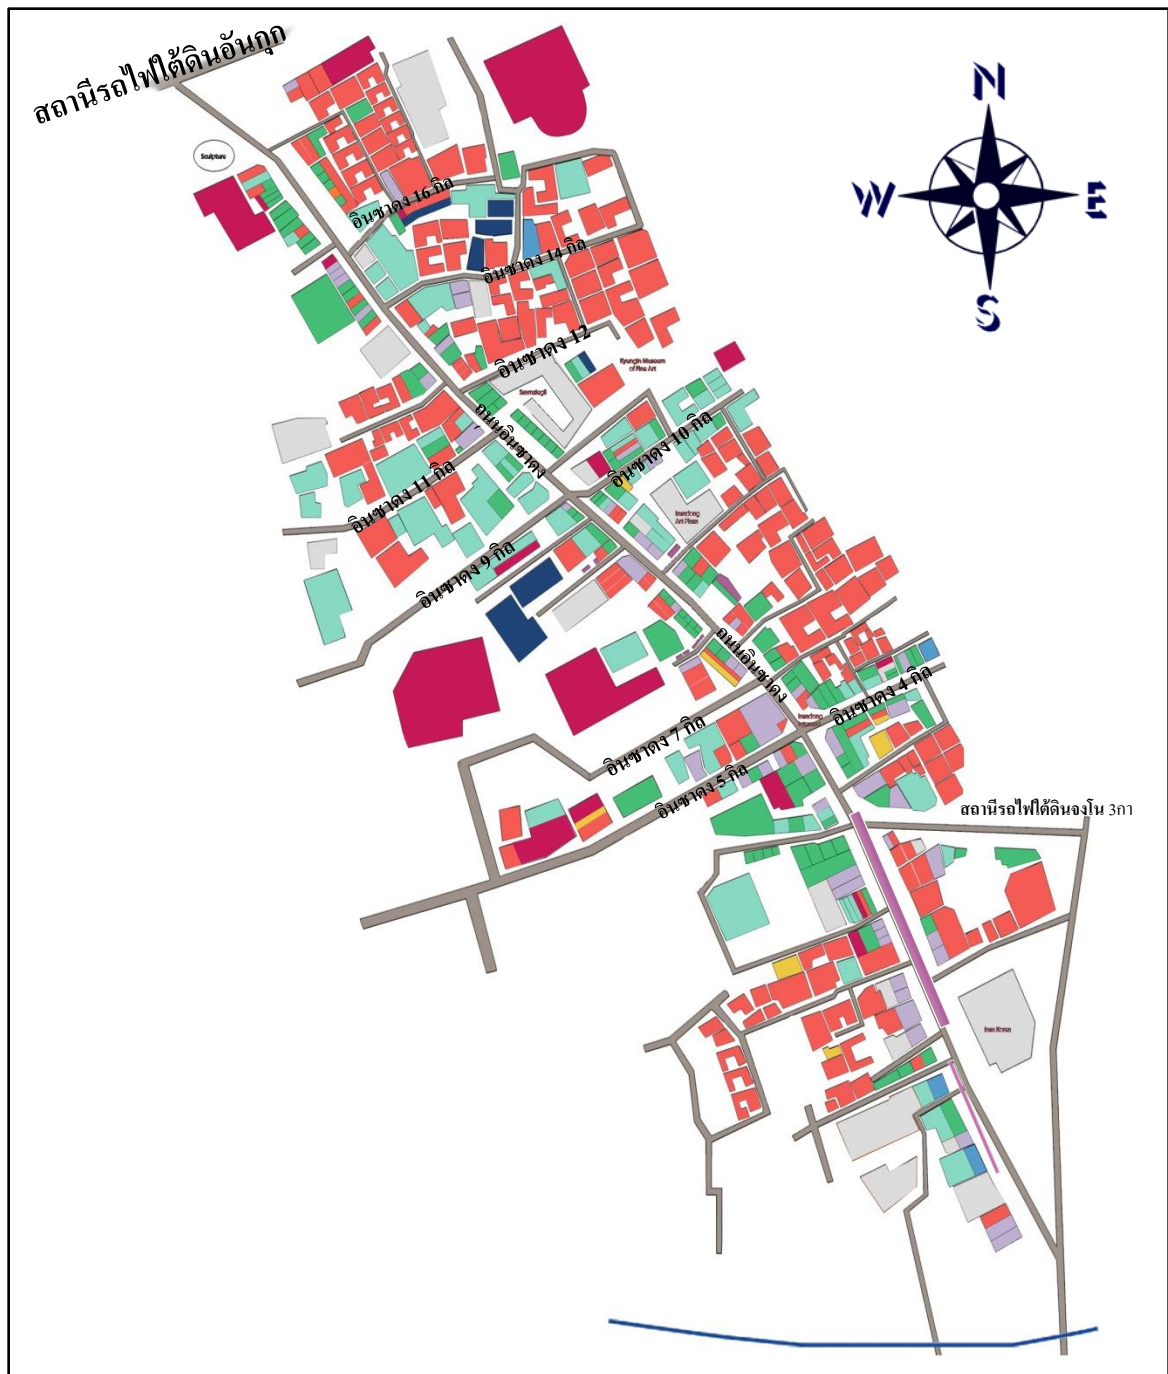 สถานีรถไฟใต้ดินอันกุก
N
W
E
S
Sculpture
อินซาดง 16 กิล
อินซาดง 14 กิล
อินซาดง 12
Kyungin Museum
of Fine Art
Ssamziegil
ถนนอินซาดง
อินซาดง 10 กิล
อินซาดง 11 กิล
Insadong
Art Plaza
อินซาดง 9 กิล
ถนนอินซาดง
อินซาดง 4 กิล
Insadong
อินซาดง 7 กิล
อินซาดง 5 กิล
สถานีรถไฟใต้ดินจงโน 3กา